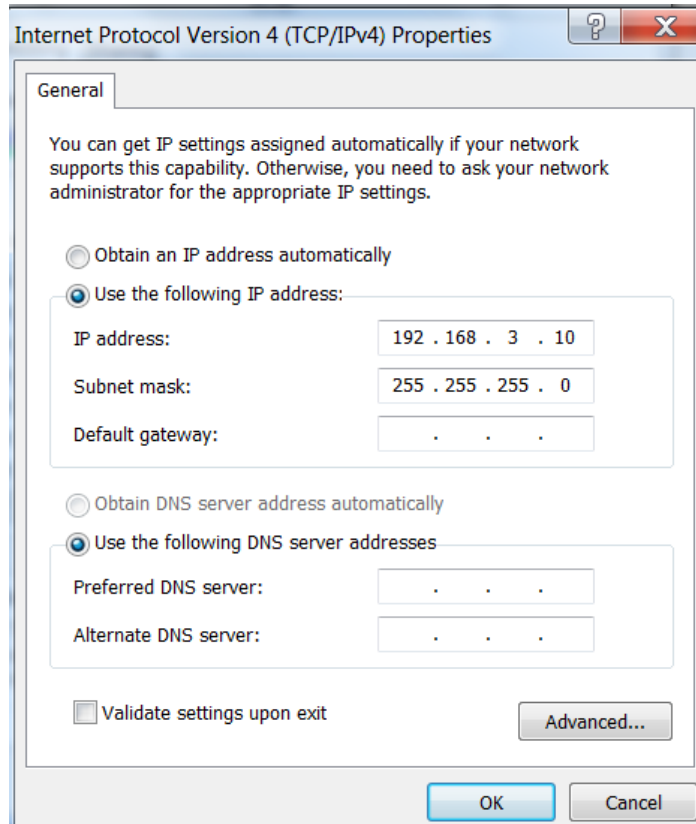 Internet Protocol Version 4 (TCP/IPv4) Properties
General
You can get IP settings assigned automatically if your network
supports this capability. Otherwise, you need to ask your network
administrator for the appropriate IP settings.
Obtain an IP address automatically
Use the following IP address:
IP address: 192 . 168 . 3 . 10
Subnet mask: 255 . 255 . 255 . 0
Default gateway: . . .
Obtain DNS server address automatically
Use the following DNS server addresses
Preferred DNS server: . . .
Alternate DNS server: . . .
Validate settings upon exit
Advanced...
OK Cancel